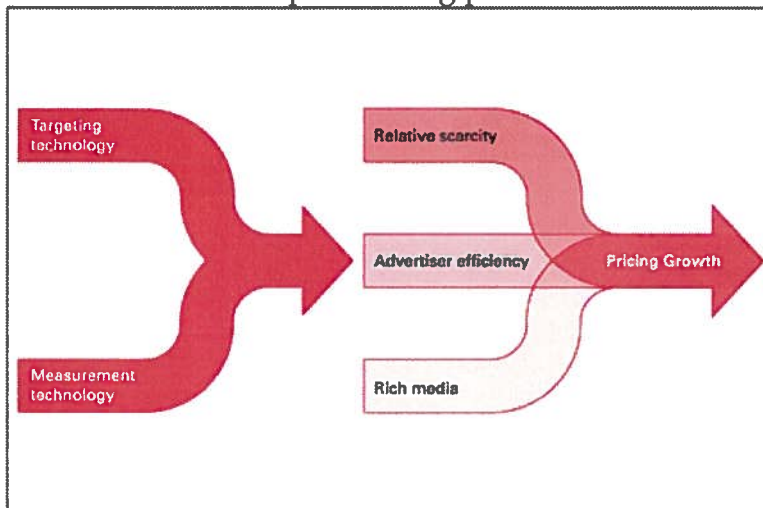 Targeting
technology
Measurement
technology
Relative scarcity
Advertiser efficiency
Rich media
Pricing Growth